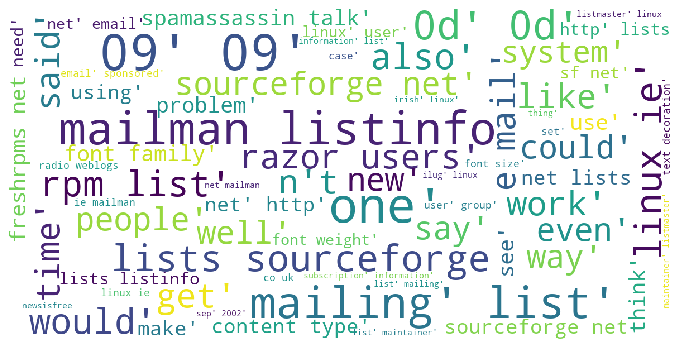 net' email'
spamassassin talk'
0d' 0d'
listmaster' linux
09' 09'
linux' user'
information' list'
http' lists
need'
said'
also'
system'
case'
email' sponsored'
sourceforge net'
sf net'
using'
e mail'
like'
problem'
irish' linux'
thing'
mailman listinfo
set'
use'
freshrpms net
font family'
razor users'
could'
linux ie'
text decoration'
radio weblogs
ilug' linux
font size'
rpm list'
net mailman
n't
new'
net lists
ie mailman
one'
user' group'
work'
people'
net' http'
well'
say'
even'
time'
font weight'
see'
way'
lists sourceforge
lists listinfo
co uk
subscription' information'
list' mailing'
think'
maintainer' listmaster'
linux ie
get'
mailing' list'
newsisfree
would'
sep' 2002'
make'
content type'
list' maintainer'
sourceforge net